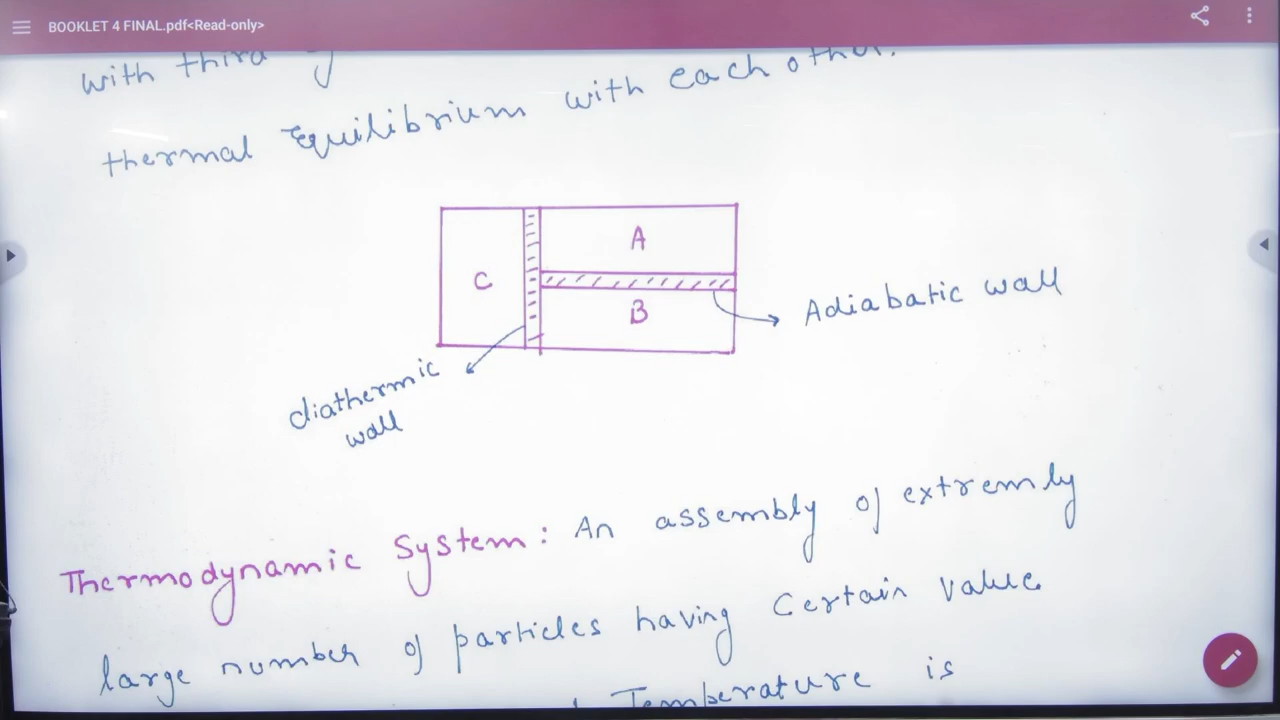 BOOKLET 4 FINAL.pdf<Read-only>
with third
thermal Equilibrium with each other.
A
C
B
Adiabatic wall
diathermic
wall
Thermodynamic System: An assembly of extremly
large number of particles having Certain value
Temperature is